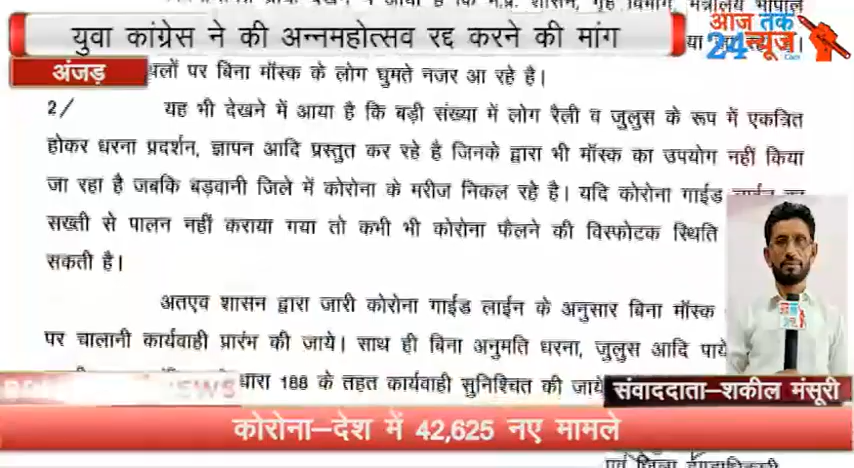 युवा कांग्रेस ने की अन्नमहोत्सव रद्द करने की मांग
आज तक
24 न्यूज़
अंजड़
पर बिना मॉस्क के लोग घुमते नजर आ रहे है।
2/ यह भी देखने में आया है कि बड़ी संख्या में लोग रैली व जुलुस के रूप में एकत्रित
होकर धरना प्रदर्शन, ज्ञापन आदि प्रस्तुत कर रहे है जिनके द्वारा भी मॉस्क का उपयोग नहीं किया
जा रहा है जबकि बड़वानी जिले में कोरोना के मरीज निकल रहे है। यदि कोरोना गाईड
सख्ती से पालन नहीं कराया गया तो कभी भी कोरोना फैलने की विस्फोटक स्थिति
सकती है।
अतएव शासन द्वारा जारी कोरोना गाईड लाईन के अनुसार बिना मॉस्क
पर चालानी कार्यवाही प्रारंभ की जाये। साथ ही बिना अनुमति धरना, जुलुस आदि पाये
धारा 188 के तहत कार्यवाही सुनिश्चित की जाये
NEWS
संवाददाता–शकील मंसूरी
कोरोना–देश में 42,625 नए मामले